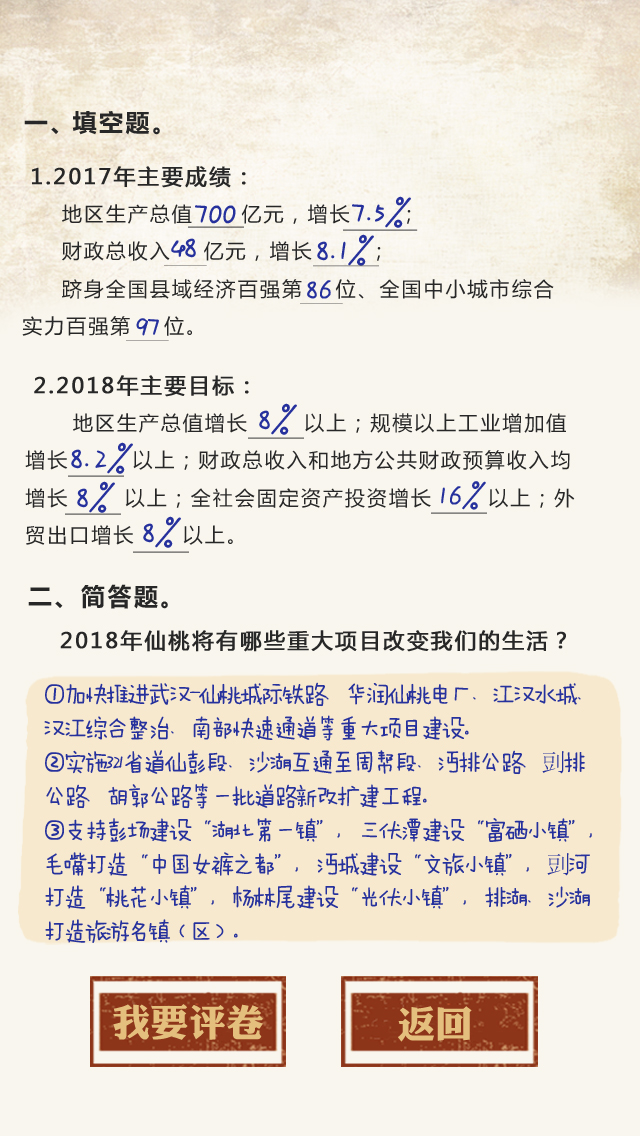 一、填空题。
1.2017年主要成绩：
地区生产总值700亿元，增长7.5%；
财政总收入48亿元，增长8.1%；
跻身全国县域经济百强第86位、全国中小城市综合
实力百强第97位。
2.2018年主要目标：
地区生产总值增长8%以上；规模以上工业增加值
增长8.2%以上；财政总收入和地方公共财政预算收入均
增长8%以上；全社会固定资产投资增长16%以上；外
贸出口增长8%以上。
二、简答题。
2018年仙桃将有哪些重大项目改变我们的生活？
①加快推进武汉—仙桃城际铁路、华润仙桃电厂、江汉水城、
汉江综合整治、南部快速通道等重大项目建设。
②实施321省道仙彭段、沙湖互通至周帮段、沔排公路、剅排
公路、胡郭公路等一批道路新改扩建工程。
③支持彭场建设“湖北第一镇”，三伏潭建设“富硒小镇”，
毛嘴打造“中国女裤之都”，沔城建设“文旅小镇”，剅河
打造“桃花小镇”，杨林尾建设“光伏小镇”，排湖、沙湖
打造旅游名镇（区）。
我要评卷
返回